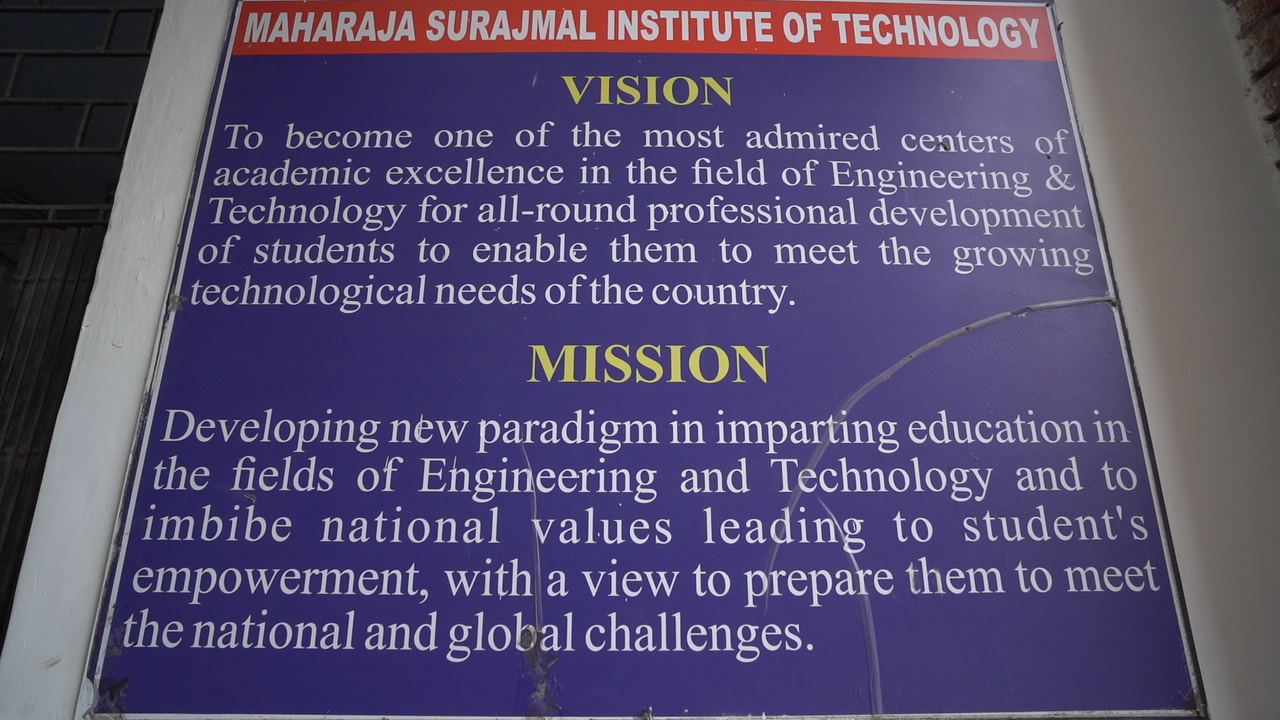 MAHARAJA SURAJMAL INSTITUTE OF TECHNOLOGY
VISION
To become one of the most admired centers of
academic excellence in the field of Engineering &
Technology for all-round professional development
of students to enable them to meet the growing
technological needs of the country.
MISSION
Developing new paradigm in imparting education in
the fields of Engineering and Technology and to
imbibe national values leading to student's
empowerment, with a view to prepare them to meet
the national and global challenges.